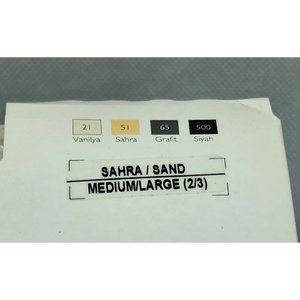 21 51 65 500
Vanilya Sahra Grafit Siyah
SAHRA / SAND
MEDIUM/LARGE (2/3)